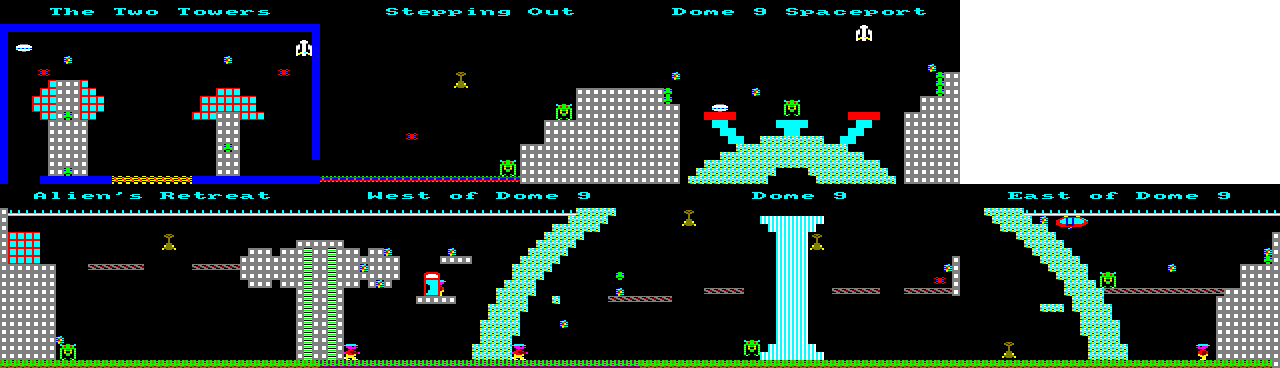 The Two Towers
Stepping Out
Dome 9 Spaceport
Alien's Retreat
West of Dome 9
Dome 9
East of Dome 9